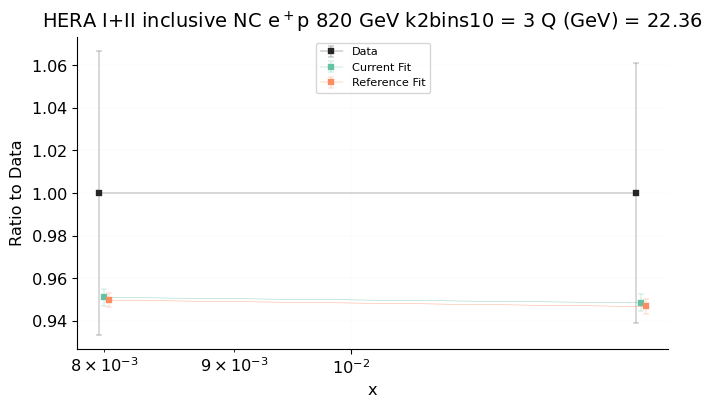 HERA I+II inclusive NC e⁺p 820 GeV k2bins10 = 3 Q (GeV) = 22.36
Data
Current Fit
Reference Fit
Ratio to Data
1.06
1.04
1.02
1.00
0.98
0.96
0.94
8 × 10⁻³
9 × 10⁻³
10⁻²
x